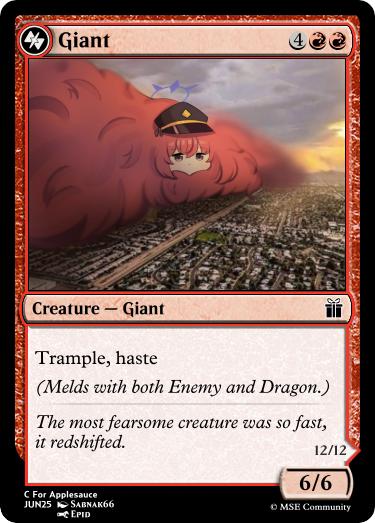 Giant 4
Creature — Giant
Trample, haste
(Melds with both Enemy and Dragon.)
The most fearsome creature was so fast,
it redshifted.
12/12
6/6
C For Applesauce
JUN25 Sabnak66
Epid
© MSE Community